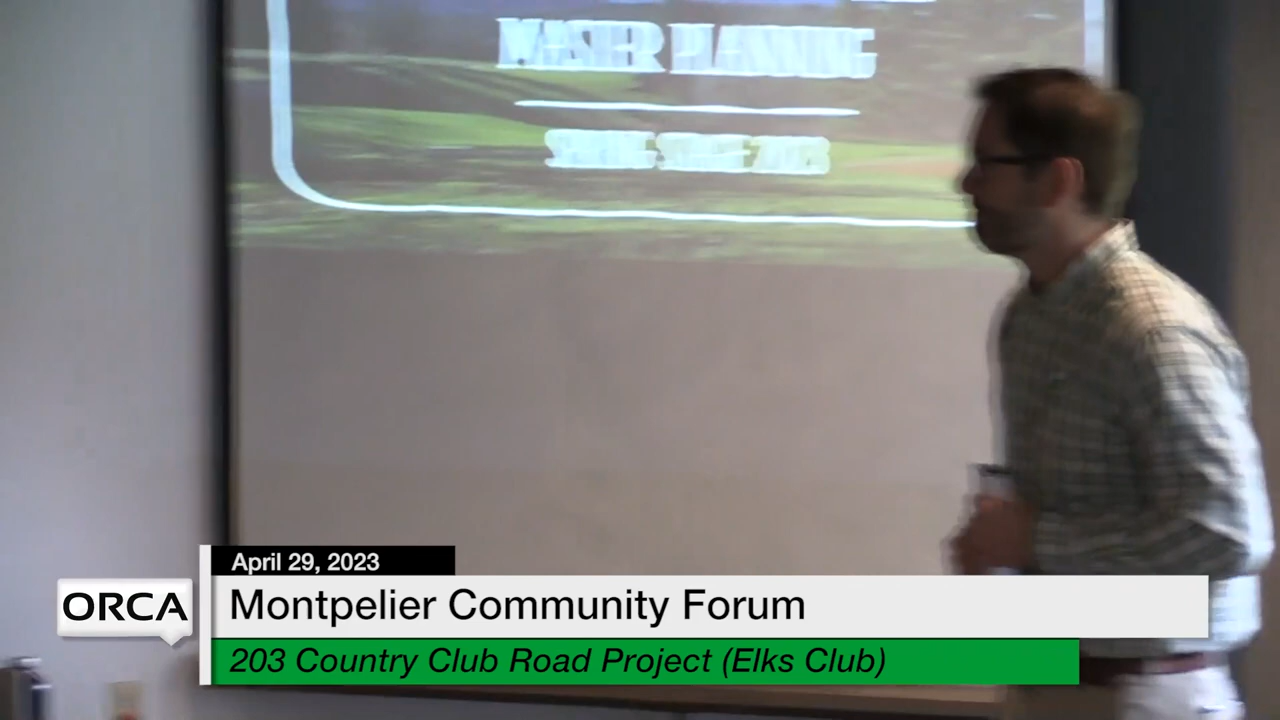 MASTER PLANNING
April 29, 2023
ORCA
Montpelier Community Forum
203 Country Club Road Project (Elks Club)